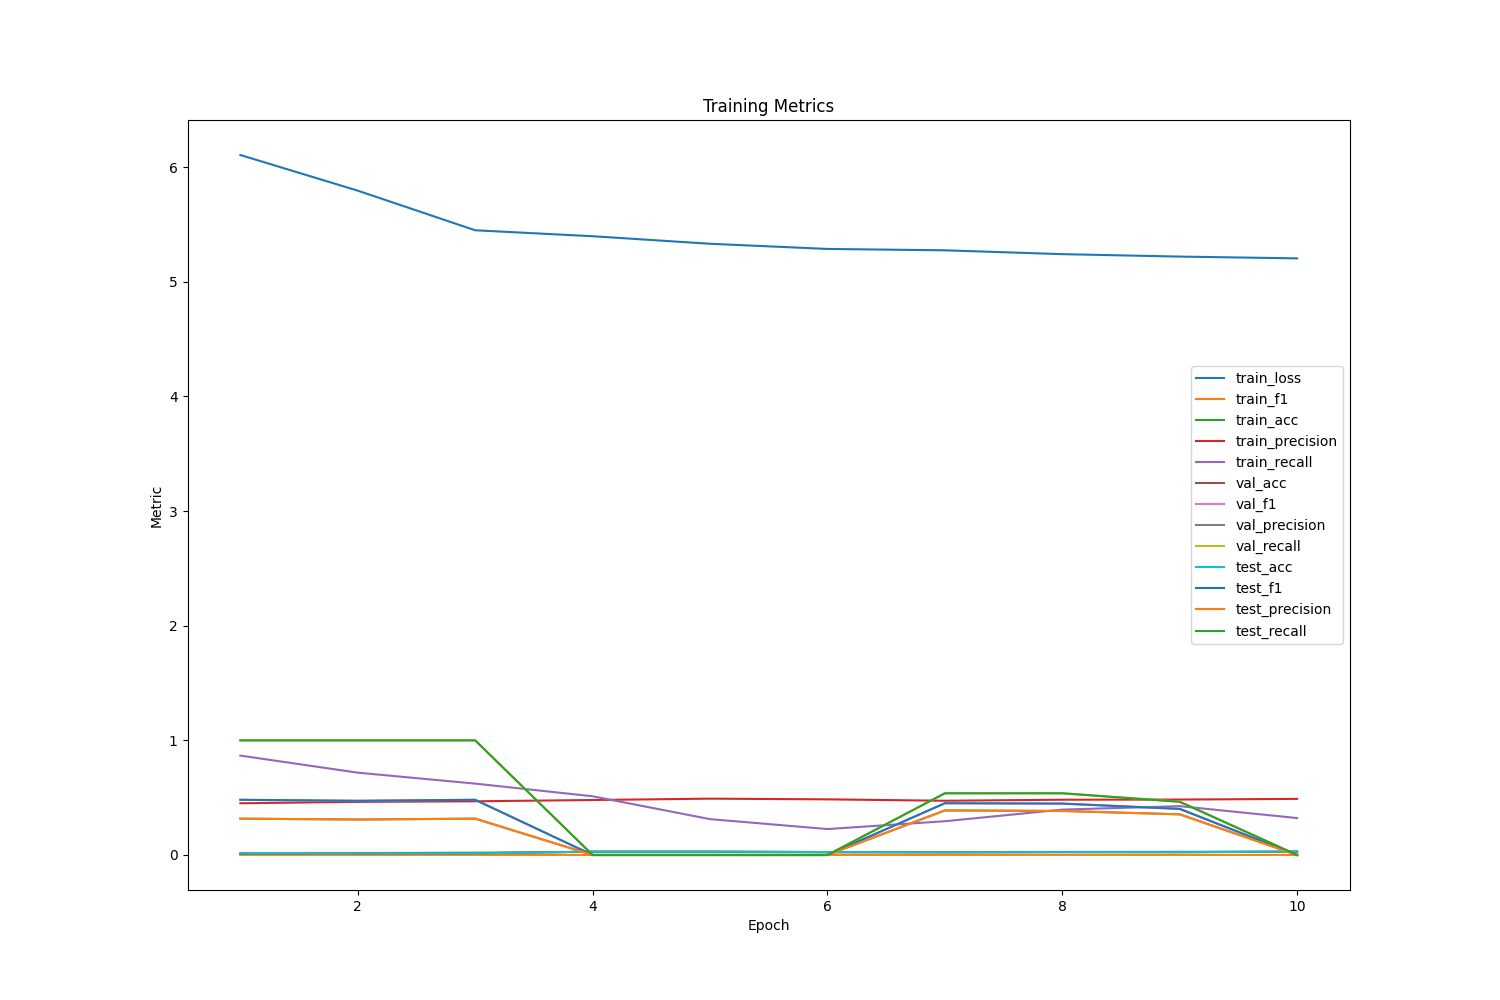 Training Metrics
6
5
4
3
2
1
0
Metric
2
4
6
8
10
Epoch
train_loss
train_f1
train_acc
train_precision
train_recall
val_acc
val_f1
val_precision
val_recall
test_acc
test_f1
test_precision
test_recall